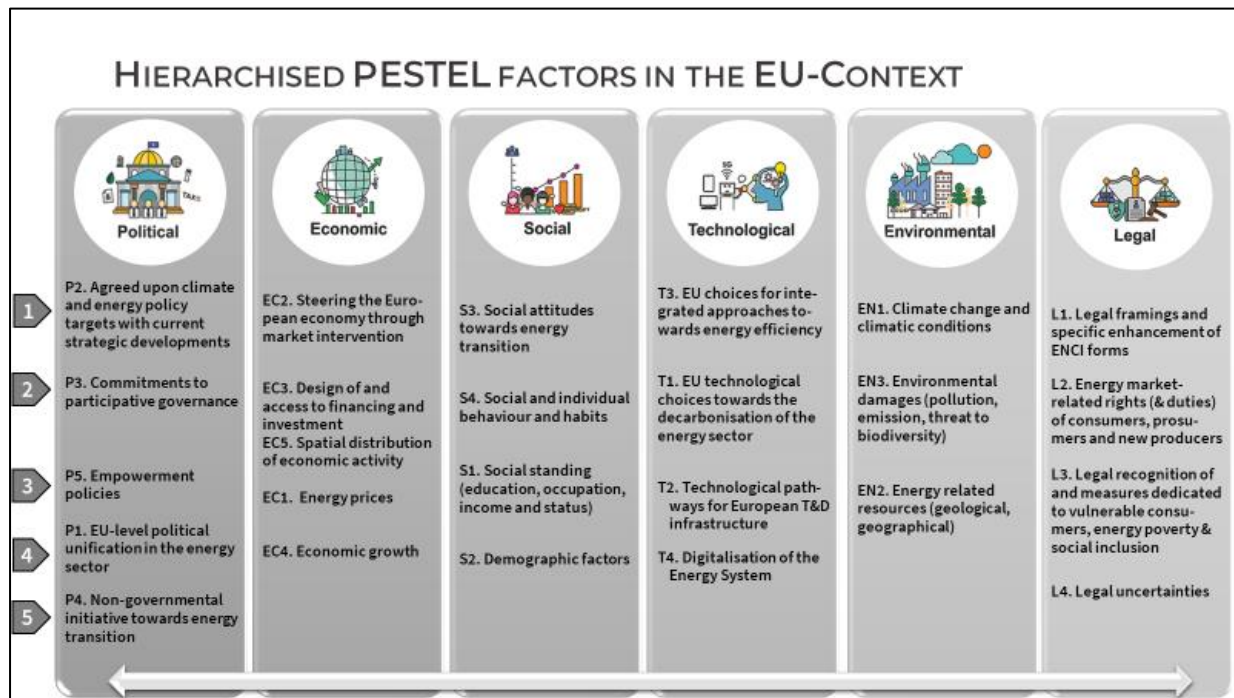 HIERARCHISED PESTEL FACTORS IN THE EU-CONTEXT
TAXS
Political
Economic
Social
5G
Technological
Environmental
Legal
1
2
3
4
5
P2. Agreed upon climate
and energy policy
targets with current
strategic developments
P3. Commitments to
participative governance
P5. Empowerment
policies
P1. EU-level political
unification in the energy
sector
P4. Non-governmental
initiative towards energy
transition
EC2. Steering the Euro-
pean economy through
market intervention
EC3. Design of and
access to financing and
investment
EC5. Spatial distribution
of economic activity
EC1. Energy prices
EC4. Economic growth
S3. Social attitudes
towards energy
transition
S4. Social and individual
behaviour and habits
S1. Social standing
(education, occupation,
income and status)
S2. Demographic factors
T3. EU choices for inte-
grated approaches to-
wards energy efficiency
T1. EU technological
choices towards the
decarbonisation of the
energy sector
T2. Technological path-
ways for European T&D
infrastructure
T4. Digitalisation of the
Energy System
EN1. Climate change and
climatic conditions
EN3. Environmental
damages (pollution,
emission, threat to
biodiversity)
EN2. Energy related
resources (geological,
geographical)
L1. Legal framings and
specific enhancement of
ENCI forms
L2. Energy market-
related rights (& duties)
of consumers, prosu-
mers and new producers
L3. Legal recognition of
and measures dedicated
to vulnerable consu-
mers, energy poverty &
social inclusion
L4. Legal uncertainties